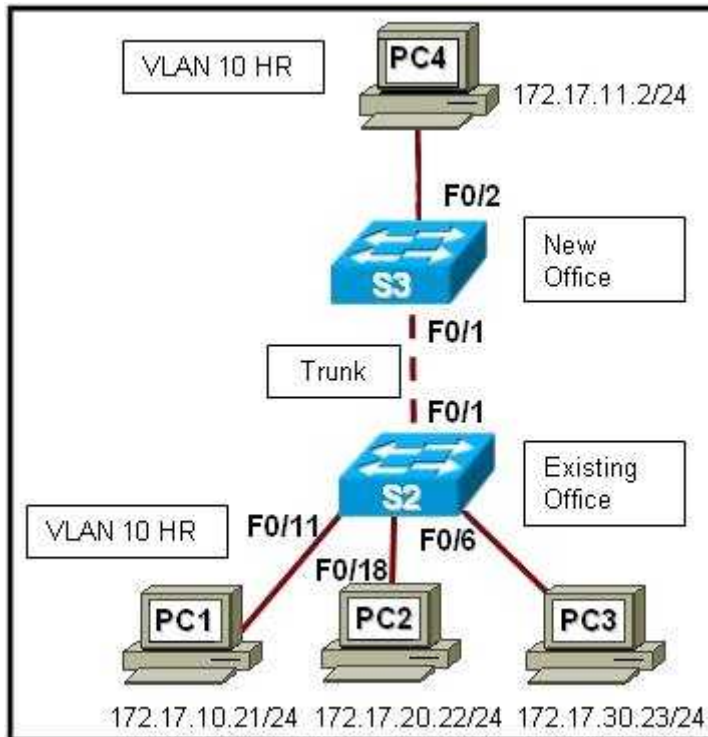 VLAN 10 HR
PC4
172.17.11.2/24
F0/2
S3
New
Office
F0/1
Trunk
F0/1
S2
Existing
Office
VLAN 10 HR
F0/11
F0/18
F0/6
PC1
PC2
PC3
172.17.10.21/24
172.17.20.22/24
172.17.30.23/24